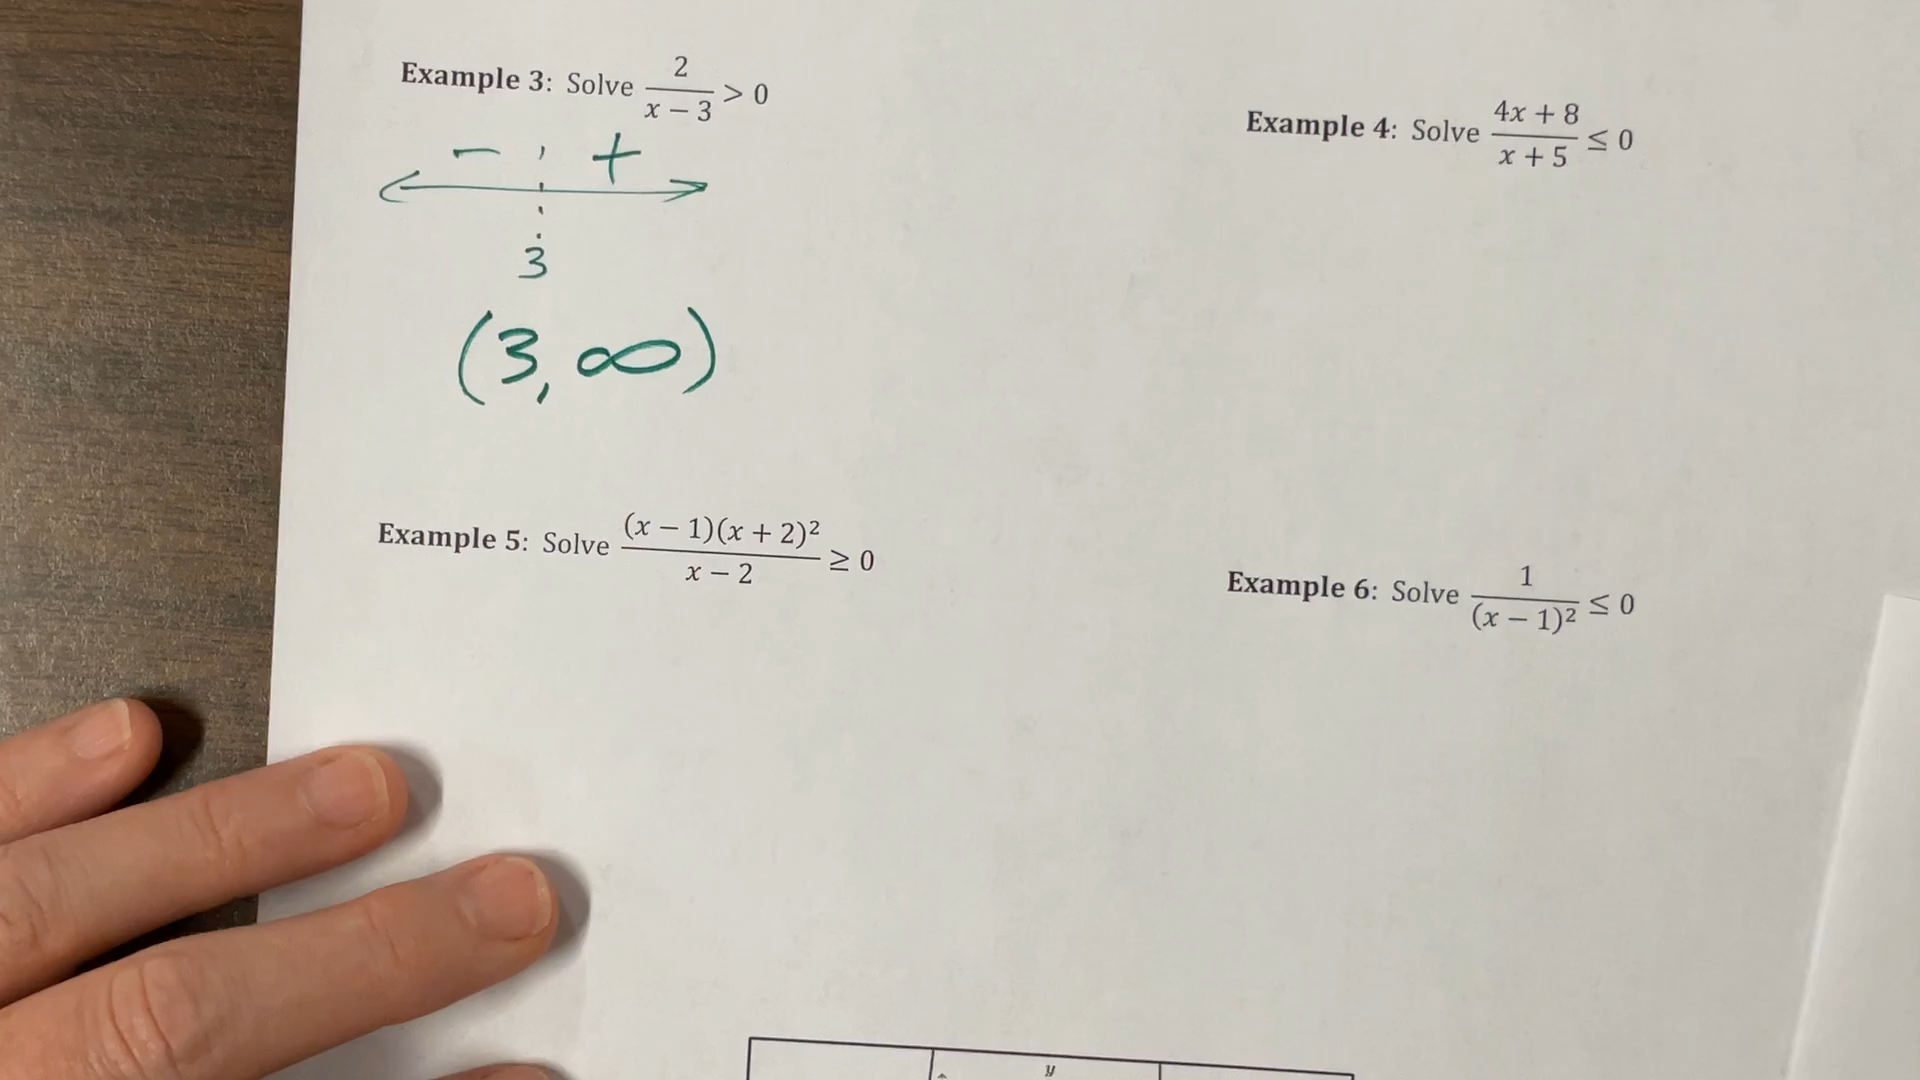 Example 3: Solve 2/(x − 3) > 0
− +
3
(3, ∞)
Example 4: Solve (4x + 8)/(x + 5) ≤ 0
Example 5: Solve (x − 1)(x + 2)²/(x − 2) ≥ 0
Example 6: Solve 1/(x − 1)² ≤ 0
y